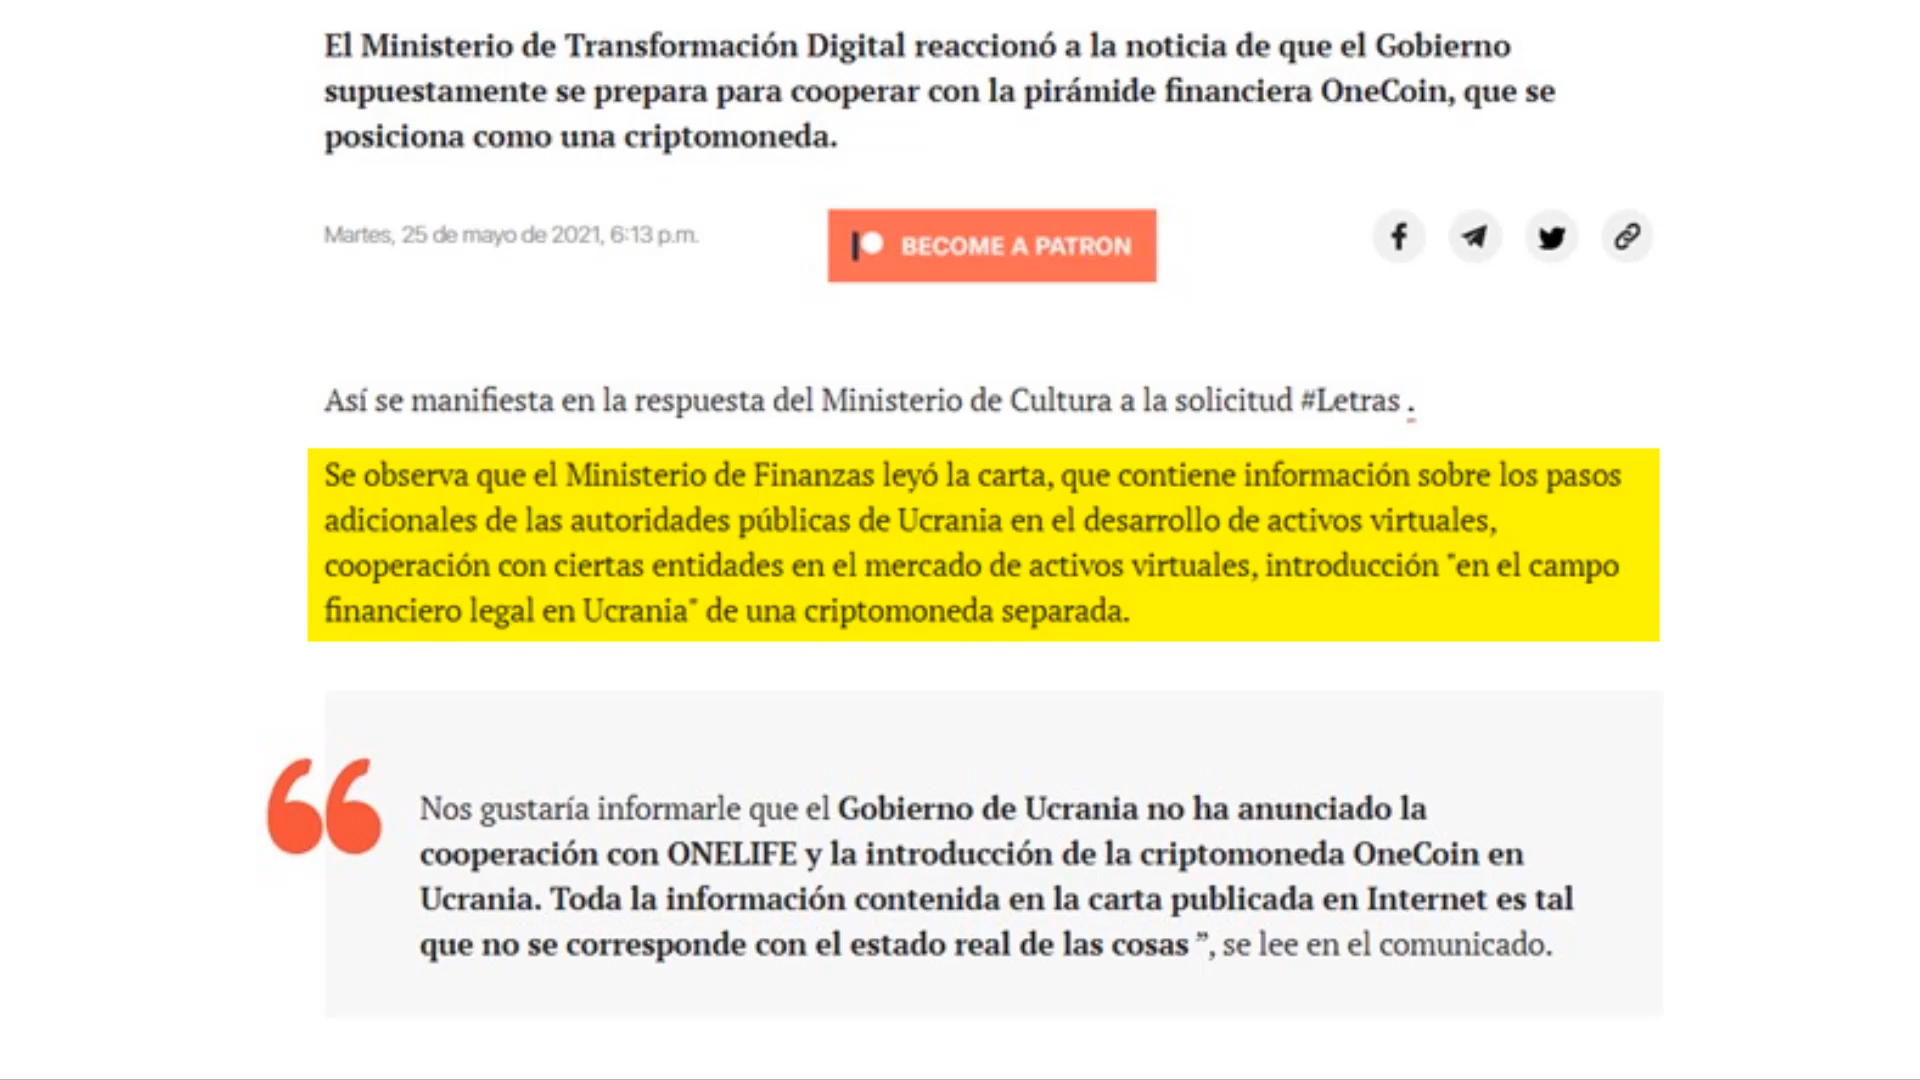 El Ministerio de Transformación Digital reaccionó a la noticia de que el Gobierno
supuestamente se prepara para cooperar con la pirámide financiera OneCoin, que se
posiciona como una criptomoneda.
Martes, 25 de mayo de 2021, 6:13 p.m.
BECOME A PATRON
Así se manifiesta en la respuesta del Ministerio de Cultura a la solicitud #Letras .
Se observa que el Ministerio de Finanzas leyó la carta, que contiene información sobre los pasos
adicionales de las autoridades públicas de Ucrania en el desarrollo de activos virtuales,
cooperación con ciertas entidades en el mercado de activos virtuales, introducción "en el campo
financiero legal en Ucrania" de una criptomoneda separada.
Nos gustaría informarle que el Gobierno de Ucrania no ha anunciado la
cooperación con ONELIFE y la introducción de la criptomoneda OneCoin en
Ucrania. Toda la información contenida en la carta publicada en Internet es tal
que no se corresponde con el estado real de las cosas ”, se lee en el comunicado.